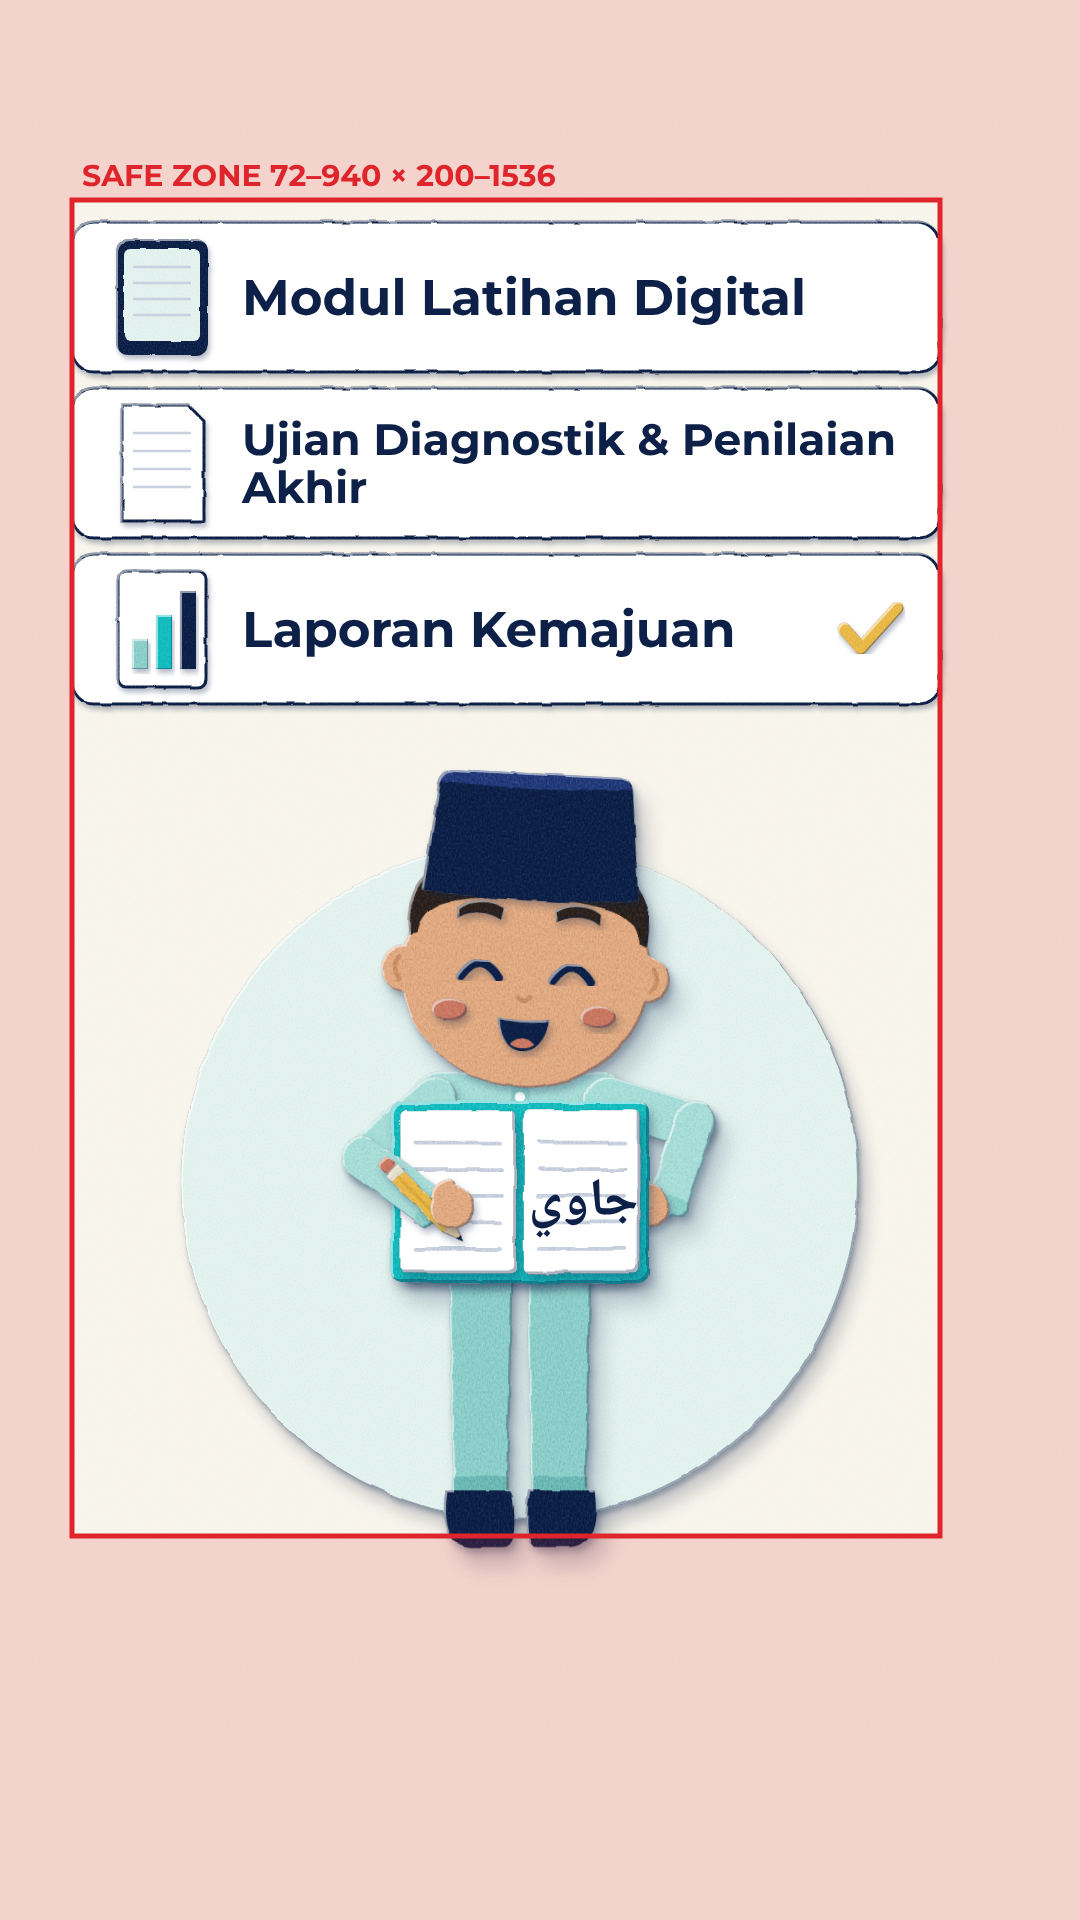 SAFE ZONE 72–940 × 200–1536
Modul Latihan Digital
Ujian Diagnostik & Penilaian
Akhir
Laporan Kemajuan
جاوي